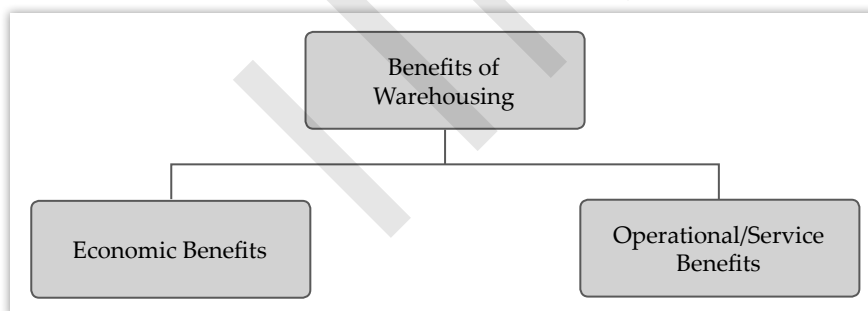 Benefits of
Warehousing
Economic Benefits
Operational/Service
Benefits